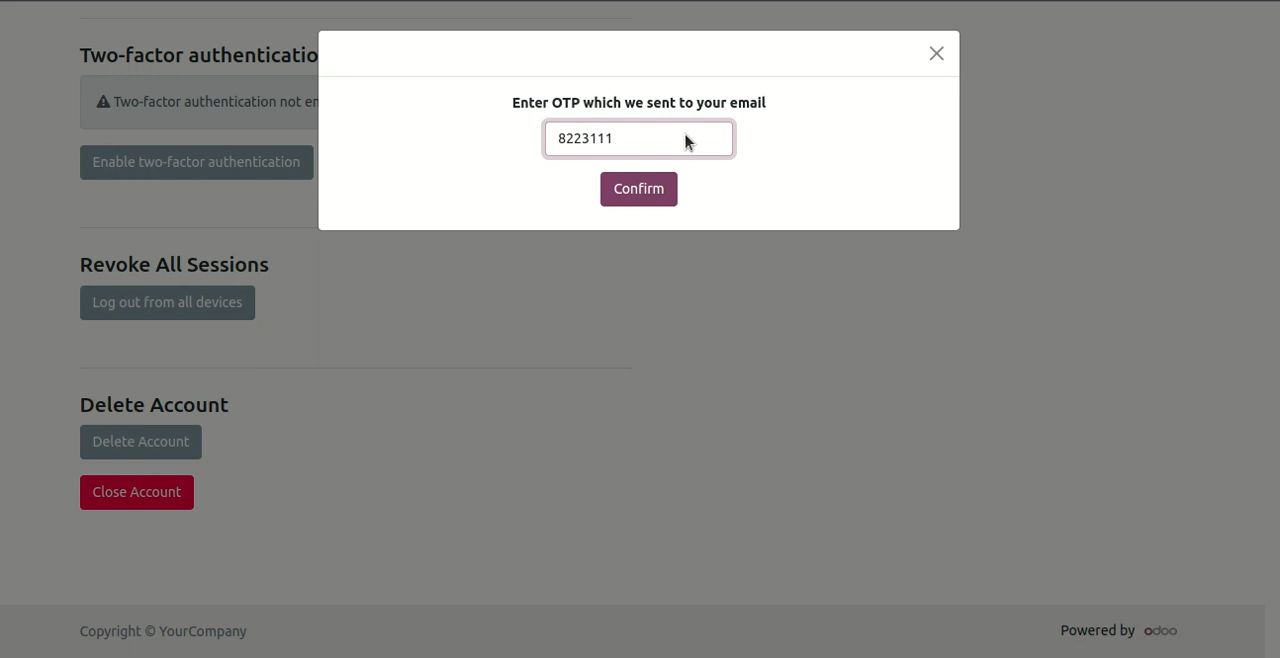 Two-factor authenticatio
Two-factor authentication not en
Enable two-factor authentication
Enter OTP which we sent to your email
8223111
Confirm
Revoke All Sessions
Log out from all devices
Delete Account
Delete Account
Close Account
Copyright © YourCompany
Powered by odoo